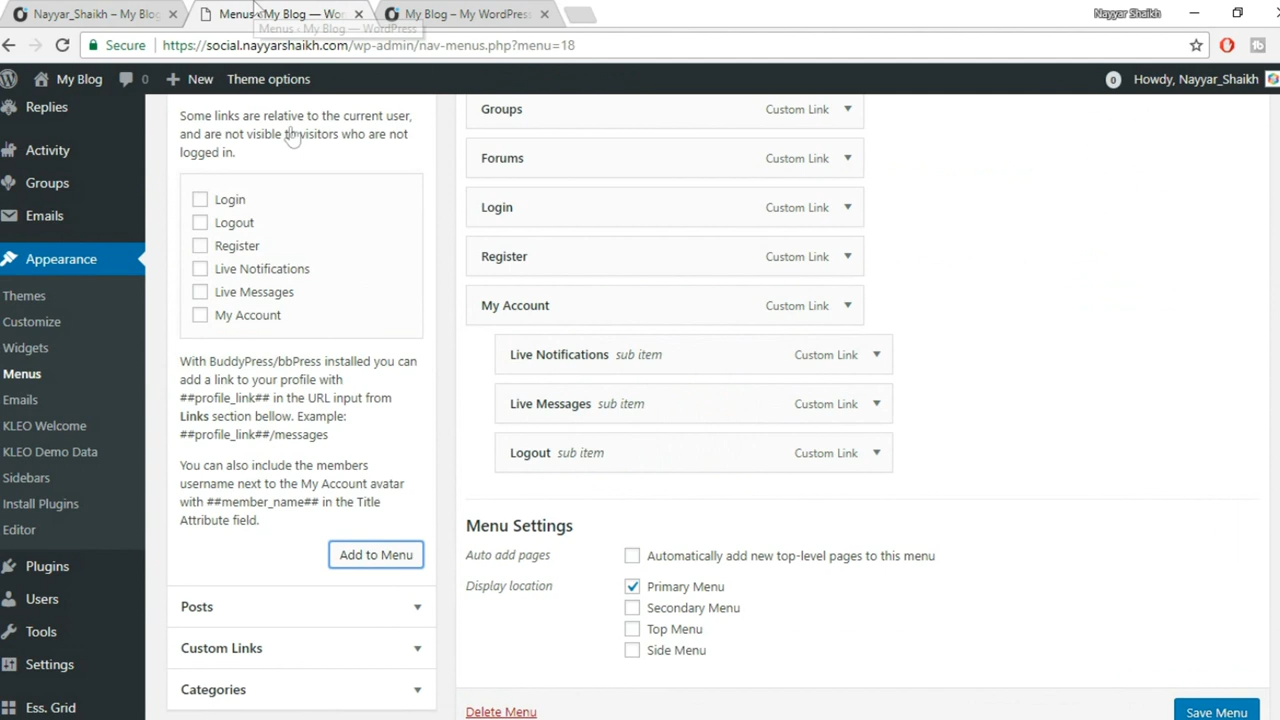 Nayyar_Shaikh – My Blog
Menus ‹ My Blog — Wor
My Blog – My WordPress
Nayyar Shaikh
Menus ‹ My Blog — WordPress
Secure
https://social.nayyarshaikh.com/wp-admin/nav-menus.php?menu=18
My Blog
0
New
Theme options
0
Howdy, Nayyar_Shaikh
Replies
Activity
Groups
Emails
Appearance
Themes
Customize
Widgets
Menus
Emails
KLEO Welcome
KLEO Demo Data
Sidebars
Install Plugins
Editor
Plugins
Users
Tools
Settings
Ess. Grid
Some links are relative to the current user,
and are not visible to visitors who are not
logged in.
Login
Logout
Register
Live Notifications
Live Messages
My Account
With BuddyPress/bbPress installed you can
add a link to your profile with
##profile_link## in the URL input from
Links section bellow. Example:
##profile_link##/messages
You can also include the members
username next to the My Account avatar
with ##member_name## in the Title
Attribute field.
Add to Menu
Posts
Custom Links
Categories
Groups Custom Link
Forums Custom Link
Login Custom Link
Register Custom Link
My Account Custom Link
Live Notifications sub item Custom Link
Live Messages sub item Custom Link
Logout sub item Custom Link
Menu Settings
Auto add pages
Automatically add new top-level pages to this menu
Display location
Primary Menu
Secondary Menu
Top Menu
Side Menu
Delete Menu
Save Menu